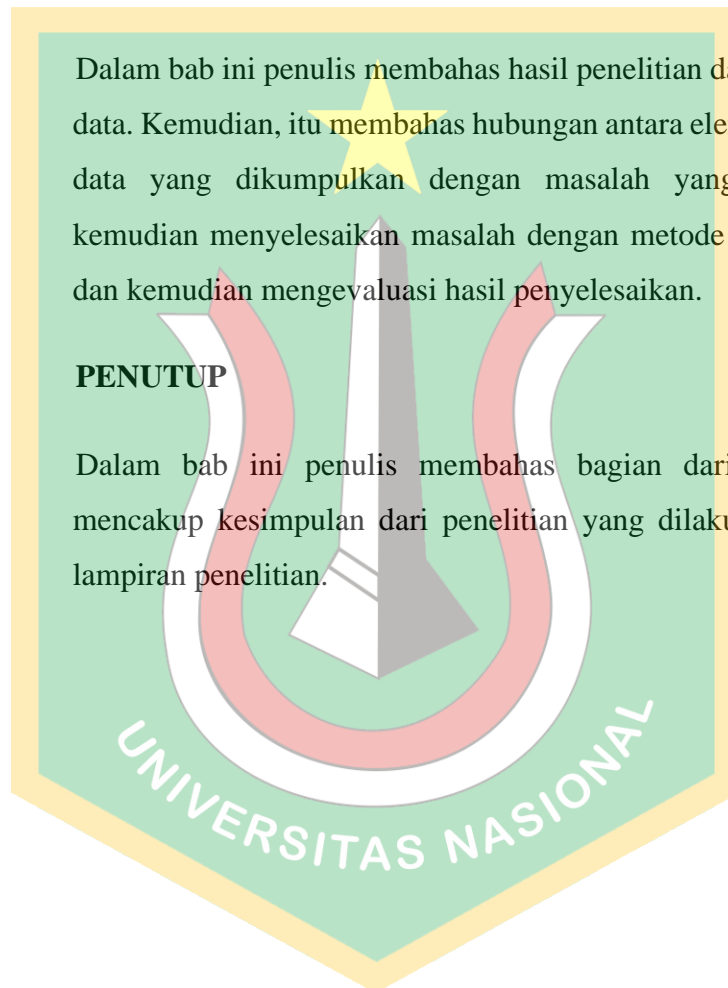 Dalam bab ini penulis membahas hasil penelitian
data. Kemudian, itu membahas hubungan antara
data yang dikumpulkan dengan masalah yang
kemudian menyelesaikan masalah dengan metode
dan kemudian mengevaluasi hasil penyelesaikan.
PENUTUP
Dalam bab ini penulis membahas bagian dari
mencakup kesimpulan dari penelitian yang
lampiran penelitian.
UNIVERSITAS NASIONAL